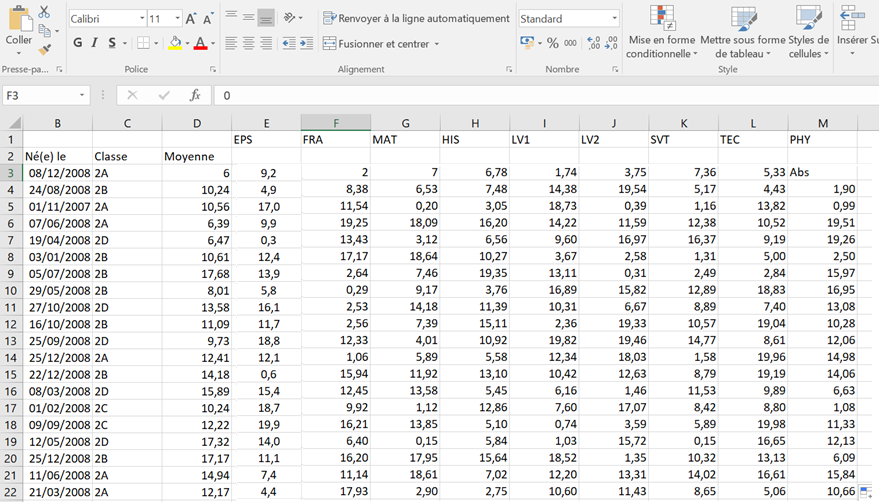 Coller
Presse-pa...
Calibri 11 A A
G I S A
Police
Renvoyer à la ligne automatiquement
Fusionner et centrer
Alignement
Standard
% 000 ,00 ,00
Nombre
Mise en forme conditionnelle
Mettre sous forme de tableau
Styles de cellules
Style
Insérer Su
F3 fx 0
B C D E F G H I J K L M
1 EPS FRA MAT HIS LV1 LV2 SVT TEC PHY
2 Né(e) le Classe Moyenne
3 08/12/2008 2A 6 9,2 2 7 6,78 1,74 3,75 7,36 5,33 Abs
4 24/08/2008 2B 10,24 4,9 8,38 6,53 7,48 14,38 19,54 5,17 4,43 1,90
5 01/11/2007 2A 10,56 17,0 11,54 0,20 3,05 18,73 0,39 1,16 13,82 0,99
6 07/06/2008 2A 6,39 9,9 19,25 18,09 16,20 14,22 11,59 12,38 10,52 19,51
7 19/04/2008 2D 6,47 0,3 13,43 3,12 6,56 9,60 16,97 16,37 9,19 19,26
8 03/01/2008 2B 10,61 12,4 17,17 18,64 10,27 3,67 2,58 1,31 5,00 2,50
9 05/07/2008 2B 17,68 13,9 2,64 7,46 19,35 13,11 0,31 2,49 2,84 15,97
10 29/05/2008 2B 8,01 5,8 0,29 9,17 3,76 16,89 15,82 12,89 18,83 16,95
11 27/10/2008 2D 13,58 16,1 2,53 14,18 11,39 10,31 6,67 8,89 7,40 13,08
12 16/10/2008 2B 11,09 11,7 2,56 7,39 15,11 2,36 19,33 10,57 19,04 10,28
13 25/09/2008 2D 9,73 18,8 12,33 4,01 10,92 19,82 19,46 14,77 8,61 12,06
14 25/12/2008 2A 12,41 12,1 1,06 5,89 5,58 12,34 18,03 1,58 19,96 14,98
15 22/12/2008 2B 14,18 0,6 15,94 11,92 13,10 10,42 12,63 8,79 19,19 14,06
16 08/03/2008 2D 15,89 15,4 12,45 13,58 5,45 6,16 1,46 11,53 9,89 6,63
17 01/02/2008 2C 10,24 18,7 9,92 1,12 12,86 7,60 17,07 8,42 8,80 1,08
18 09/09/2008 2C 12,22 19,9 16,21 13,85 5,10 0,74 3,59 5,89 19,98 11,33
19 12/05/2008 2D 17,32 14,0 6,40 0,15 5,84 1,03 15,72 0,15 16,65 12,13
20 25/12/2008 2B 17,17 11,1 16,20 17,95 15,64 18,52 1,35 10,32 13,13 6,09
21 11/06/2008 2A 14,94 7,4 11,14 18,61 7,02 12,20 13,31 14,02 16,61 15,84
22 21/03/2008 2A 12,17 4,4 17,93 2,90 2,75 10,60 11,43 8,65 5,06 10,66